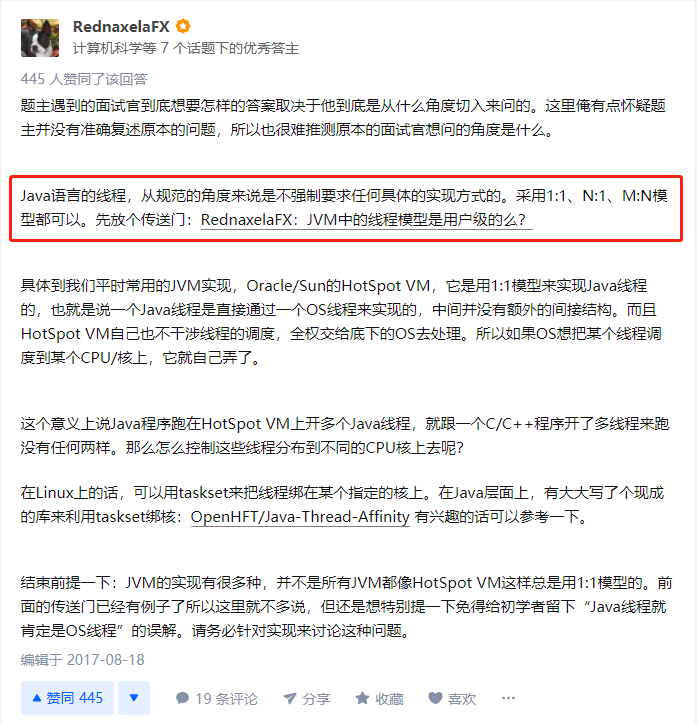 RednaxelaFX
计算机科学等 7 个话题下的优秀答主
445 人赞同了该回答
题主遇到的面试官到底想要怎样的答案取决于他到底是从什么角度切入来问的。这里俺有点怀疑题
主并没有准确复述原本的问题，所以也很难推测原本的面试官想问的角度是什么。
Java语言的线程，从规范的角度来说是不强制要求任何具体的实现方式的。采用1:1、N:1、M:N模
型都可以。先放个传送门：RednaxelaFX：JVM中的线程模型是用户级的么？
具体到我们平时常用的JVM实现，Oracle/Sun的HotSpot VM，它是用1:1模型来实现Java线程
的，也就是说一个Java线程是直接通过一个OS线程来实现的，中间并没有额外的间接结构。而且
HotSpot VM自己也不干涉线程的调度，全权交给底下的OS去处理。所以如果OS想把某个线程调
度到某个CPU/核上，它就自己弄了。
这个意义上说Java程序跑在HotSpot VM上开多个Java线程，就跟一个C/C++程序开了多线程来跑
没有任何两样。那么怎么控制这些线程分布到不同的CPU核上去呢？
在Linux上的话，可以用taskset来把线程绑在某个指定的核上。在Java层面上，有大大写了个现成
的库来利用taskset绑核：OpenHFT/Java-Thread-Affinity 有兴趣的话可以参考一下。
结束前提一下：JVM的实现有很多种，并不是所有JVM都像HotSpot VM这样总是用1:1模型的。前
面的传送门已经有例子了所以这里就不多说，但还是想特别提一下免得给初学者留下“Java线程就
肯定是OS线程”的误解。请务必针对实现来讨论这种问题。
编辑于 2017-08-18
赞同 445
19 条评论
分享
收藏
喜欢